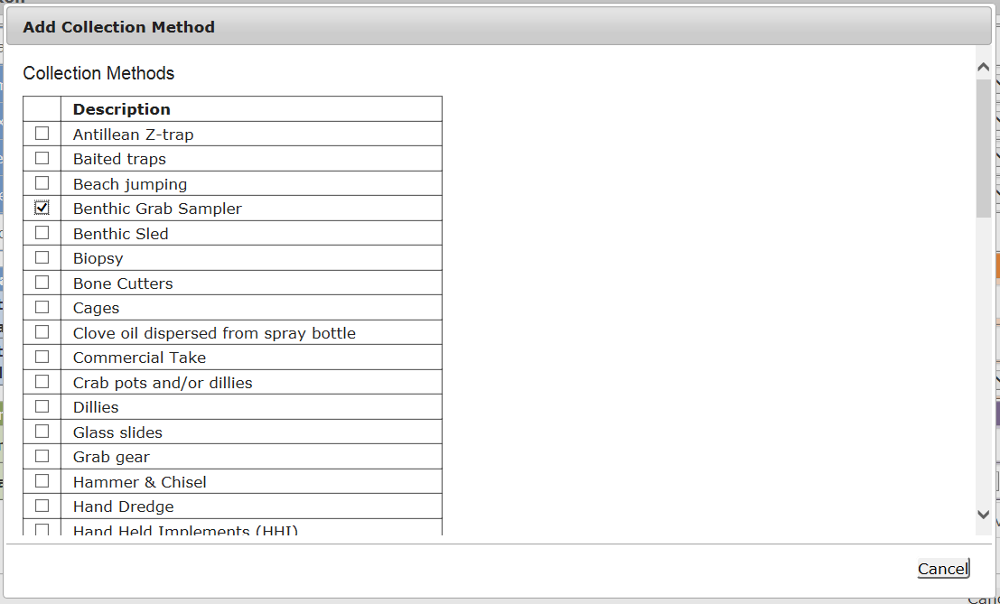 Add Collection Method
Collection Methods
Description
Antillean Z-trap
Baited traps
Beach jumping
Benthic Grab Sampler
Benthic Sled
Biopsy
Bone Cutters
Cages
Clove oil dispersed from spray bottle
Commercial Take
Crab pots and/or dillies
Dillies
Glass slides
Grab gear
Hammer & Chisel
Hand Dredge
Hand Held Implements (HHI)
Cancel